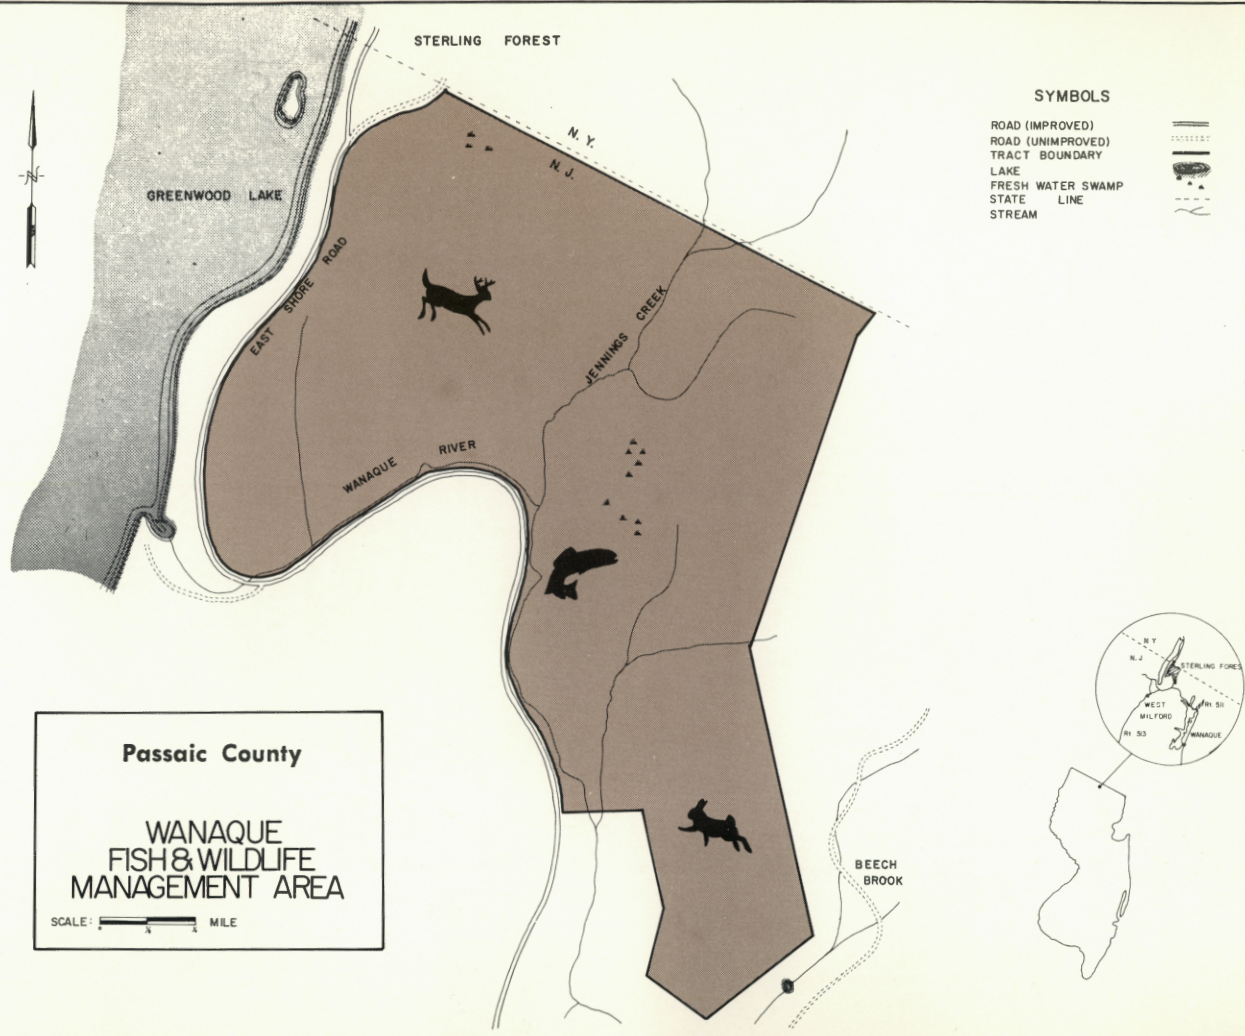 STERLING FOREST
N. Y.
N. J.
GREENWOOD LAKE
N
EAST SHORE ROAD
JENNINGS CREEK
WANAQUE RIVER
BEECH
BROOK
SYMBOLS
ROAD (IMPROVED)
ROAD (UNIMPROVED)
TRACT BOUNDARY
LAKE
FRESH WATER SWAMP
STATE LINE
STREAM
Passaic County
WANAQUE
FISH & WILDLIFE
MANAGEMENT AREA
SCALE: MILE
N Y
N. J
STERLING FORES
WEST
MILFORD
Rt. 511
Rt 513
WANAQUE